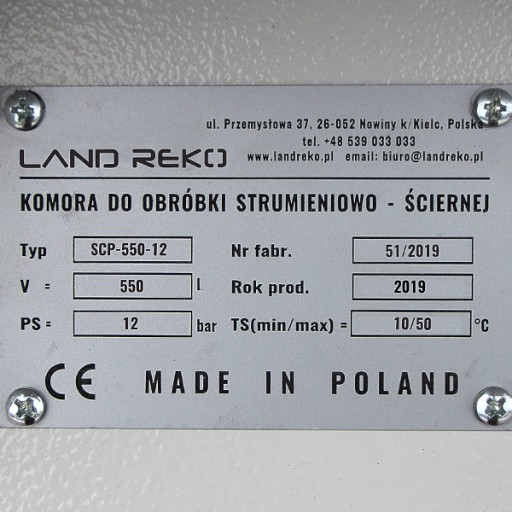 ul. Przemysłowa 37, 26-052 Nowiny k/Kielc, Polska
tel. +48 539 033 033
LAND REKO www.landreko.pl email: biuro@landreko.pl
KOMORA DO OBRÓBKI STRUMIENIOWO - ŚCIERNEJ
Typ SCP-550-12 Nr fabr. 51/2019
V = 550 l Rok prod. 2019
PS = 12 bar TS(min/max) = 10/50 °C
CE MADE IN POLAND